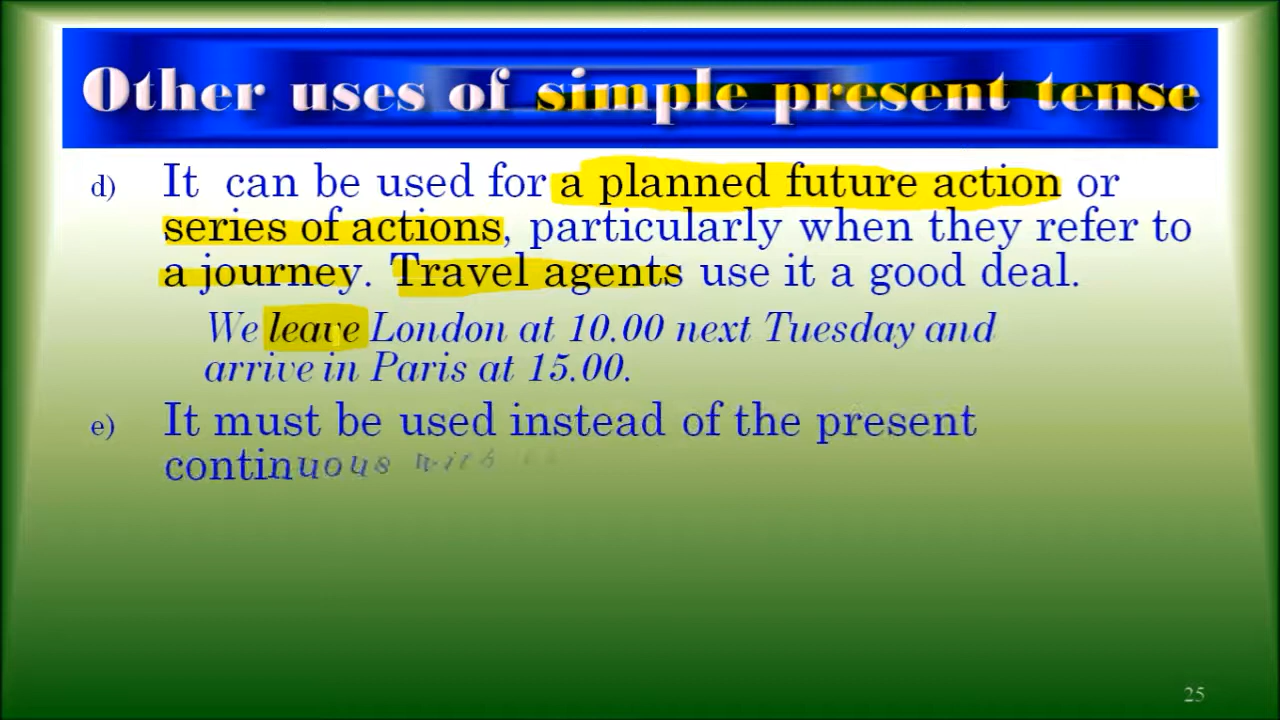 Other uses of simple present tense
d) It can be used for a planned future action or
series of actions, particularly when they refer to
a journey. Travel agents use it a good deal.
We leave London at 10.00 next Tuesday and
arrive in Paris at 15.00.
e) It must be used instead of the present
continuous with
25